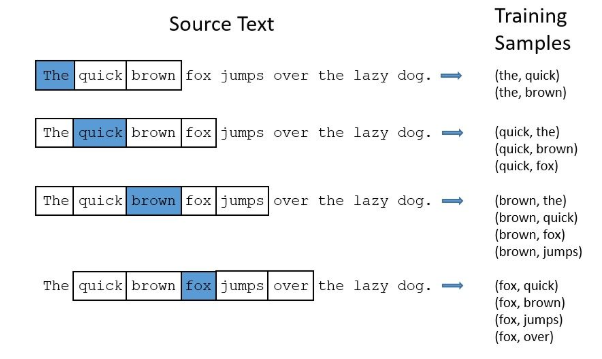 Source Text
Training
Samples
The quick brown fox jumps over the lazy dog.
(the, quick)
(the, brown)
The quick brown fox jumps over the lazy dog.
(quick, the)
(quick, brown)
(quick, fox)
The quick brown fox jumps over the lazy dog.
(brown, the)
(brown, quick)
(brown, fox)
(brown, jumps)
The quick brown fox jumps over the lazy dog.
(fox, quick)
(fox, brown)
(fox, jumps)
(fox, over)